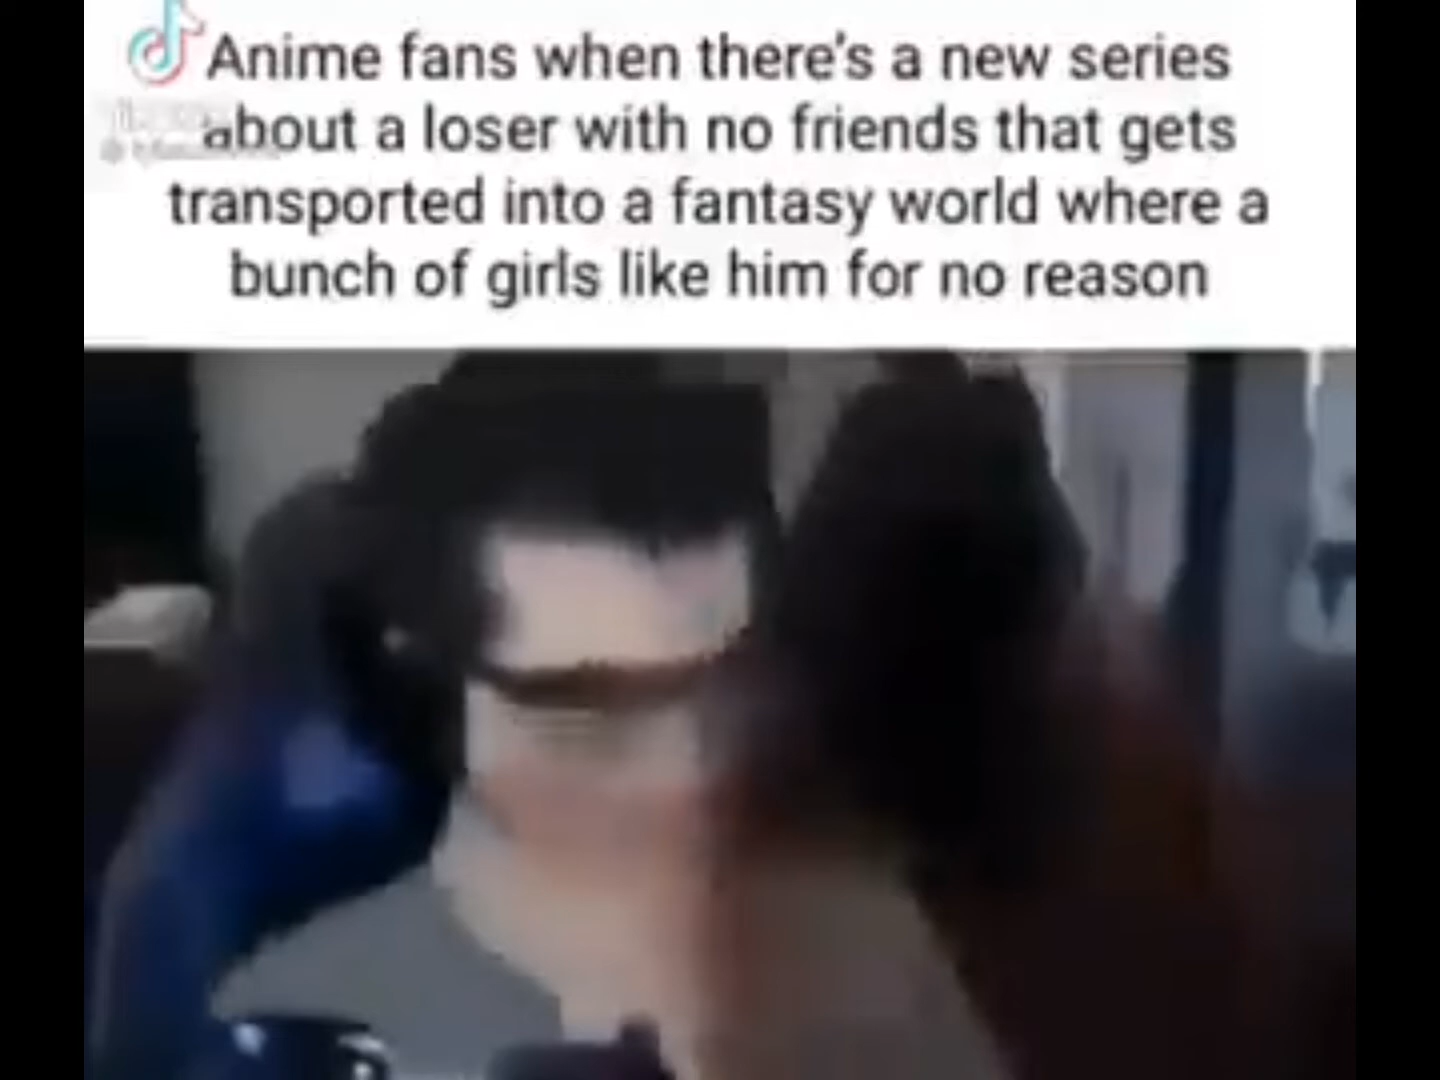 Anime fans when there's a new series
about a loser with no friends that gets
transported into a fantasy world where a
bunch of girls like him for no reason